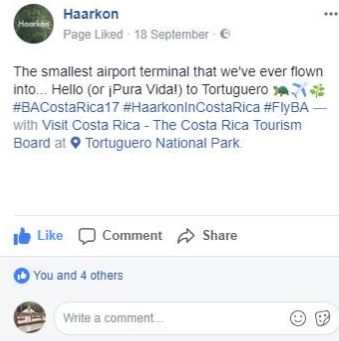 Haarkon
Haarkon
Page Liked · 18 September ·
The smallest airport terminal that we've ever flown
into... Hello (or ¡Pura Vida!) to Tortuguero 🐢✈️🌿
#BACostaRica17 #HaarkonInCostaRica #FlyBA —
with Visit Costa Rica - The Costa Rica Tourism
Board at Tortuguero National Park.
Like Comment Share
You and 4 others
Write a comment...